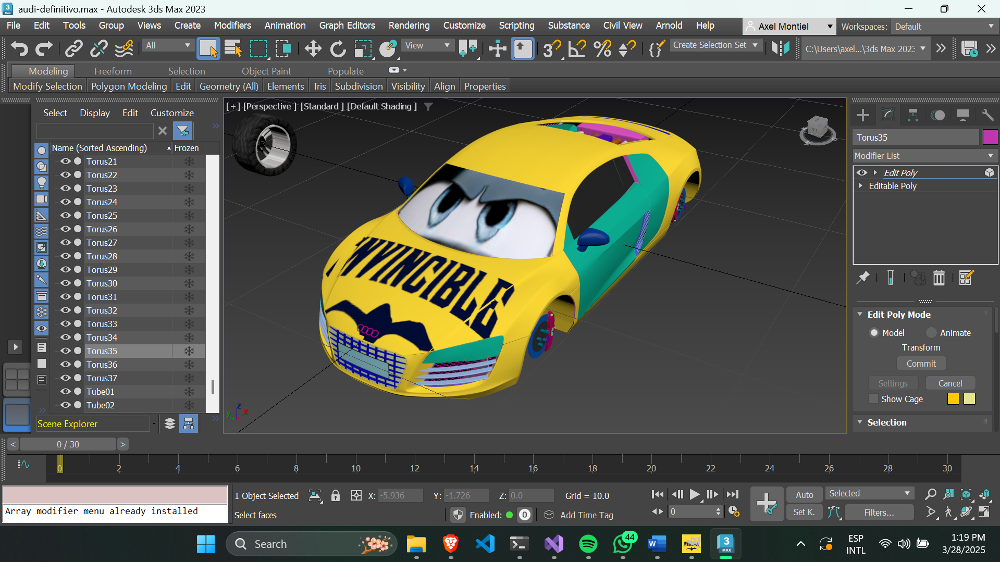 audi-definitivo.max - Autodesk 3ds Max 2023
File Edit Tools Group Views Create Modifiers Animation Graph Editors Rendering Customize Scripting Substance Civil View Arnold Help
Axel Montiel
Workspaces: Default
All
View
Create Selection Set
C:\Users\axel...\3ds Max 2023
Modeling Freeform Selection Object Paint Populate
Modify Selection Polygon Modeling Edit Geometry (All) Elements Tris Subdivision Visibility Align Properties
Select Display Edit Customize
Name (Sorted Ascending) Frozen
Torus21
Torus22
Torus23
Torus24
Torus25
Torus26
Torus27
Torus28
Torus29
Torus30
Torus31
Torus32
Torus33
Torus34
Torus35
Torus36
Torus37
Tube01
Tube02
Scene Explorer
[ + ] [Perspective ] [Standard ] [Default Shading ]
INVINCIBLE
z
y
x
Torus35
Modifier List
Edit Poly
Editable Poly
Edit Poly Mode
Model Animate
Transform
Commit
Settings Cancel
Show Cage
Selection
< 0 / 30 >
0 2 4 6 8 10 12 14 16 18 20 22 24 26 28 30
Array modifier menu already installed
1 Object Selected
X: -5.936 Y: -1.726 Z: 0.0 Grid = 10.0
Select faces
Enabled: 0 Add Time Tag
0
Auto Selected
Set K. Filters...
Search
44
3
MAX
ESP
INTL
1:19 PM
3/28/2025